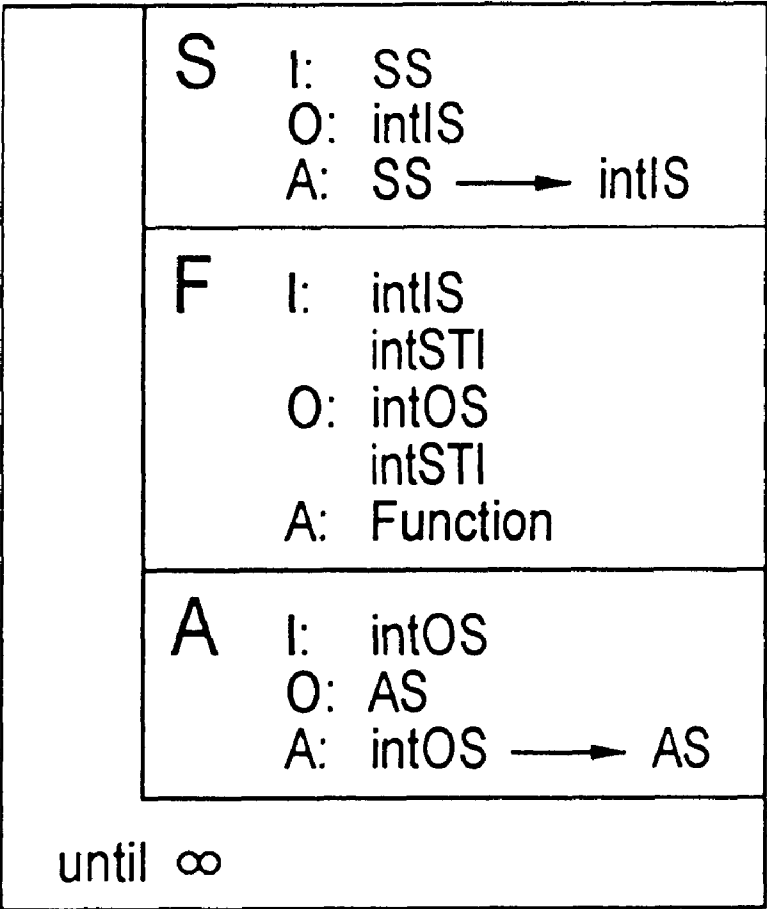 S I: SS
O: intIS
A: SS → intIS
F I: intIS
intSTI
O: intOS
intSTI
A: Function
A I: intOS
O: AS
A: intOS → AS
until ∞